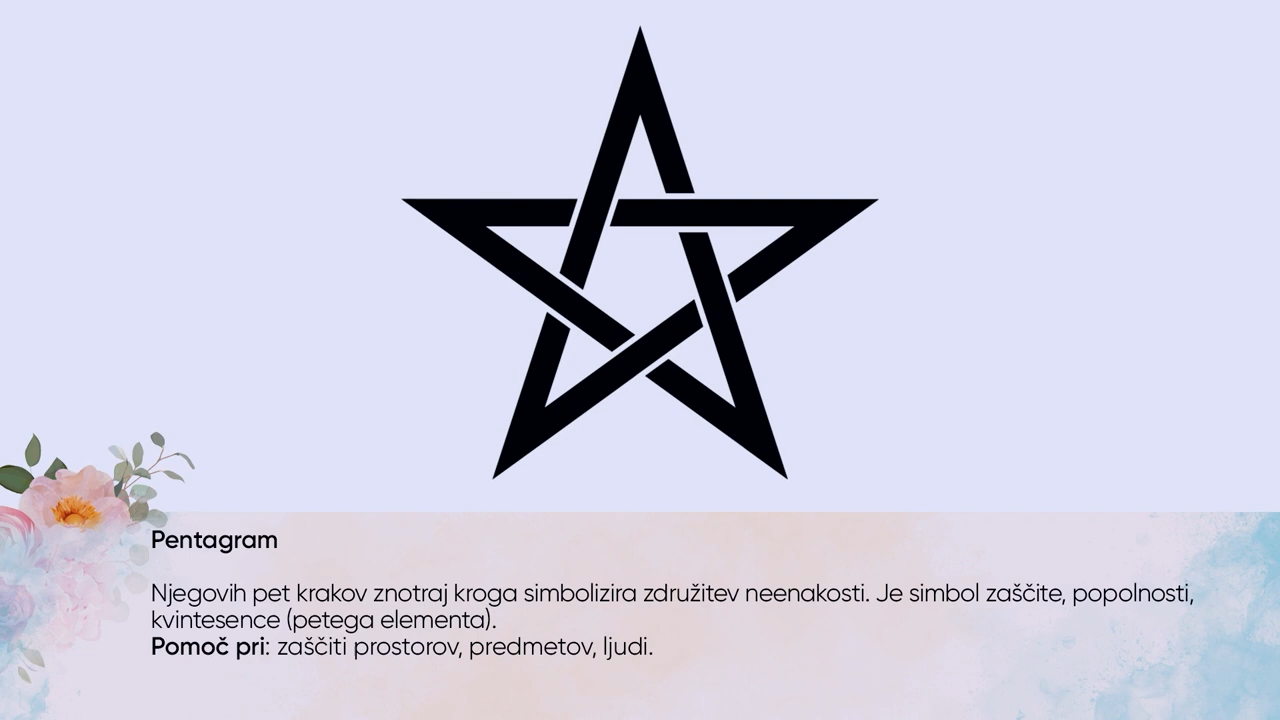 Pentagram
Njegovih pet krakov znotraj kroga simbolizira združitev neenakosti. Je simbol zaščite, popolnosti,
kvintesence (petega elementa).
Pomoč pri: zaščiti prostorov, predmetov, ljudi.